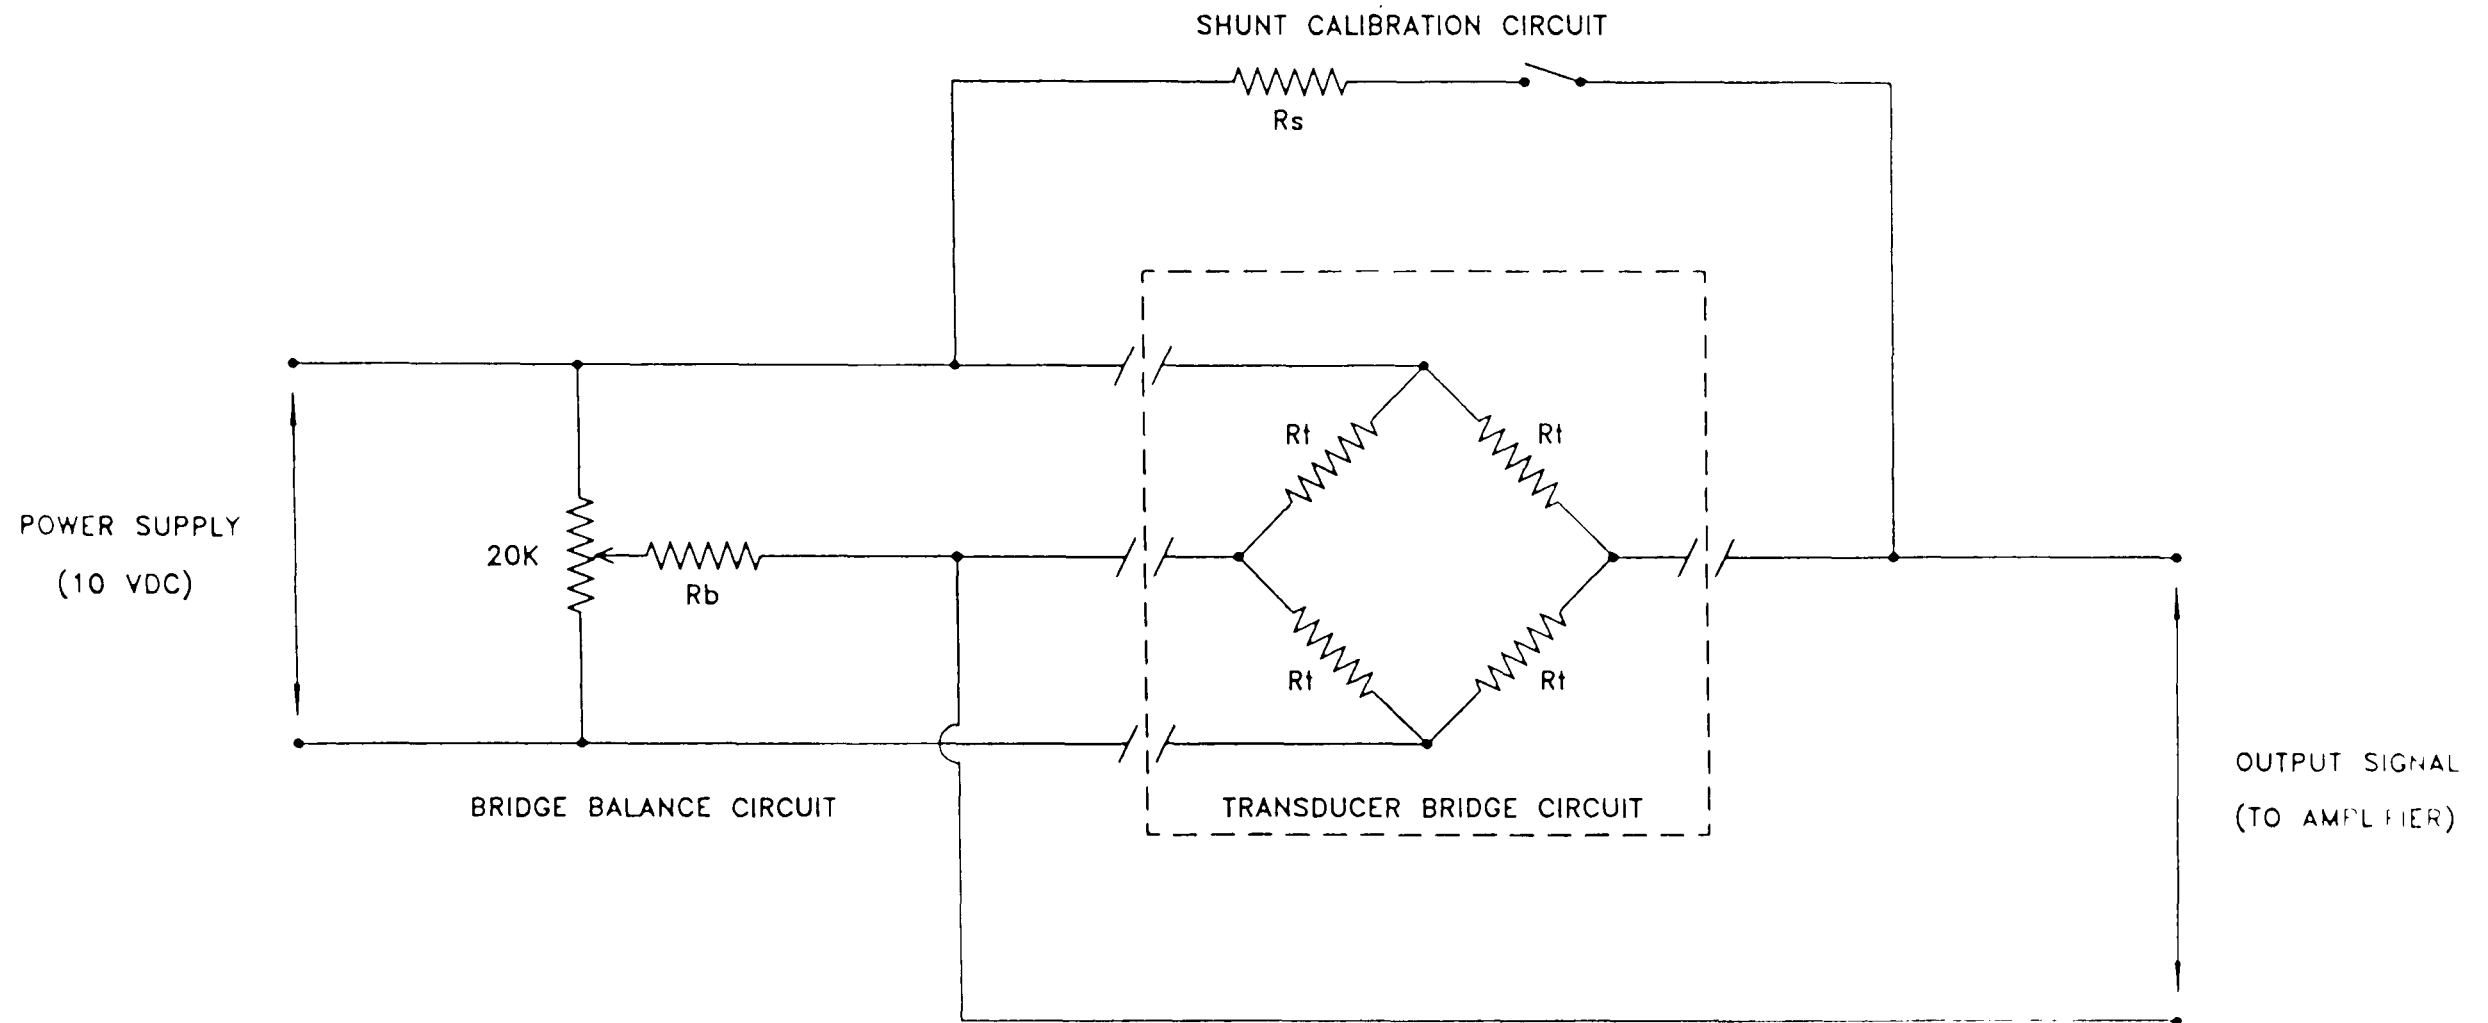 SHUNT CALIBRATION CIRCUIT
Rs
Rt
Rt
POWER SUPPLY
(10 VDC)
20K
Rb
Rt
Rt
BRIDGE BALANCE CIRCUIT
TRANSDUCER BRIDGE CIRCUIT
OUTPUT SIGNAL
(TO AMPLIFIER)